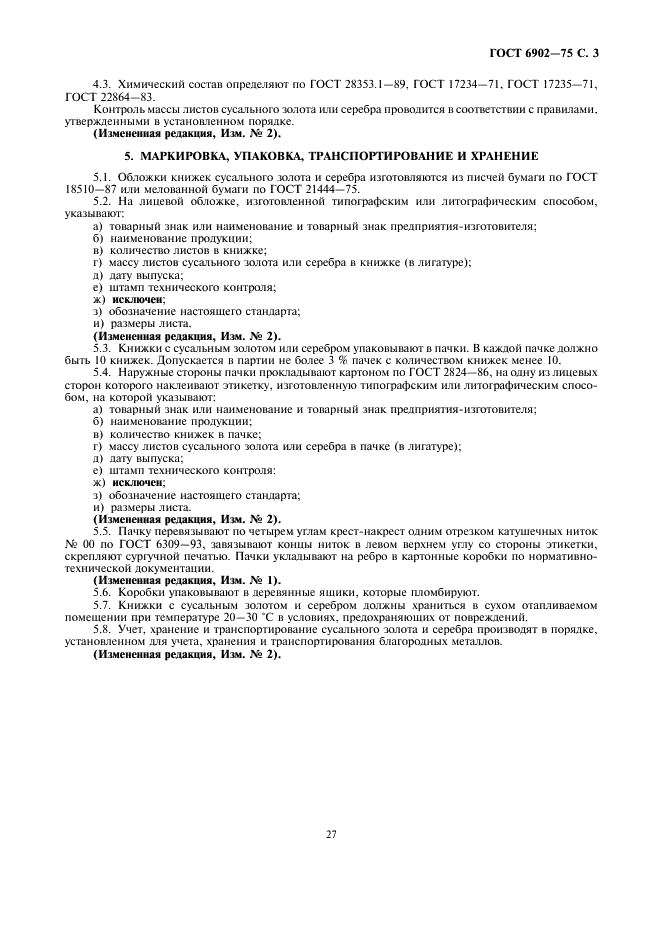 ГОСТ 6902—75 С. 3
4.3. Химический состав определяют по ГОСТ 28353.1—89, ГОСТ 17234—71, ГОСТ 17235—71,
ГОСТ 22864—83.
Контроль массы листов сусального золота или серебра проводится в соответствии с правилами,
утвержденными в установленном порядке.
(Измененная редакция, Изм. № 2).
5. МАРКИРОВКА, УПАКОВКА, ТРАНСПОРТИРОВАНИЕ И ХРАНЕНИЕ
5.1. Обложки книжек сусального золота и серебра изготовляются из писчей бумаги по ГОСТ
18510—87 или мелованной бумаги по ГОСТ 21444—75.
5.2. На лицевой обложке, изготовленной типографским или литографическим способом,
указывают:
а) товарный знак или наименование и товарный знак предприятия-изготовителя;
б) наименование продукции;
в) количество листов в книжке;
г) массу листов сусального золота или серебра в книжке (в лигатуре);
д) дату выпуска;
е) штамп технического контроля;
ж) исключен;
з) обозначение настоящего стандарта;
и) размеры листа.
(Измененная редакция, Изм. № 2).
5.3. Книжки с сусальным золотом или серебром упаковывают в пачки. В каждой пачке должно
быть 10 книжек. Допускается в партии не более 3 % пачек с количеством книжек менее 10.
5.4. Наружные стороны пачки прокладывают картоном по ГОСТ 2824—86, на одну из лицевых
сторон которого наклеивают этикетку, изготовленную типографским или литографическим спосо-
бом, на которой указывают:
а) товарный знак или наименование и товарный знак предприятия-изготовителя;
б) наименование продукции;
в) количество книжек в пачке;
г) массу листов сусального золота или серебра в пачке (в лигатуре);
д) дату выпуска;
е) штамп технического контроля:
ж) исключен;
з) обозначение настоящего стандарта;
и) размеры листа.
(Измененная редакция, Изм. № 2).
5.5. Пачку перевязывают по четырем углам крест-накрест одним отрезком катушечных ниток
№ 00 по ГОСТ 6309—93, завязывают концы ниток в левом верхнем углу со стороны этикетки,
скрепляют сургучной печатью. Пачки укладывают на ребро в картонные коробки по нормативно-
технической документации.
(Измененная редакция, Изм. № 1).
5.6. Коробки упаковывают в деревянные ящики, которые пломбируют.
5.7. Книжки с сусальным золотом и серебром должны храниться в сухом отапливаемом
помещении при температуре 20—30 °С в условиях, предохраняющих от повреждений.
5.8. Учет, хранение и транспортирование сусального золота и серебра производят в порядке,
установленном для учета, хранения и транспортирования благородных металлов.
(Измененная редакция, Изм. № 2).
27